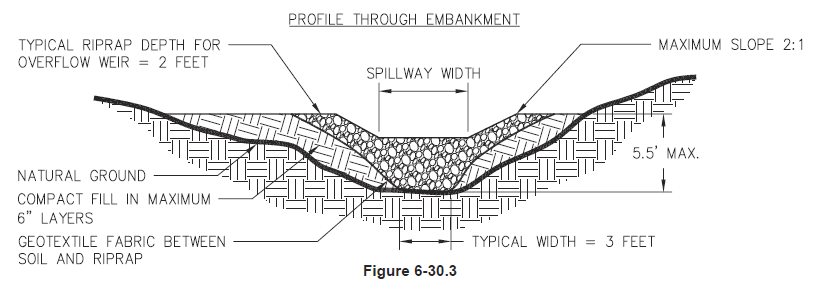 PROFILE THROUGH EMBANKMENT
TYPICAL RIPRAP DEPTH FOR
OVERFLOW WEIR = 2 FEET
SPILLWAY WIDTH
MAXIMUM SLOPE 2:1
5.5' MAX.
NATURAL GROUND
COMPACT FILL IN MAXIMUM
6" LAYERS
GEOTEXTILE FABRIC BETWEEN
SOIL AND RIPRAP
TYPICAL WIDTH = 3 FEET
Figure 6-30.3